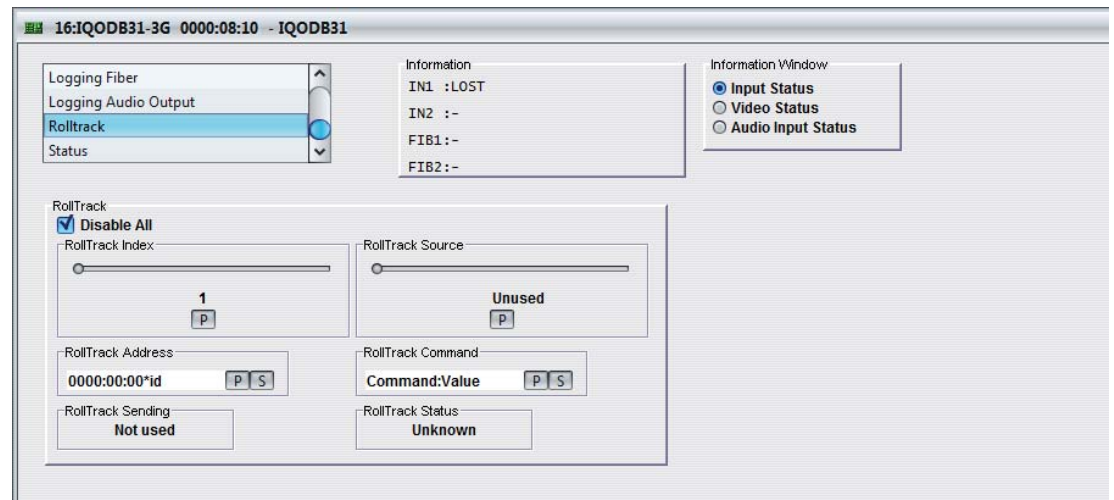 16:IQODB31-3G 0000:08:10 - IQODB31
Logging Fiber
Logging Audio Output
Rolltrack
Status
Information
IN1 :LOST
IN2 :-
FIB1:-
FIB2:-
Information Window
Input Status
Video Status
Audio Input Status
RollTrack
Disable All
RollTrack Index
1
P
RollTrack Source
Unused
P
RollTrack Address
0000:00:00*id P S
RollTrack Command
Command:Value P S
RollTrack Sending
Not used
RollTrack Status
Unknown